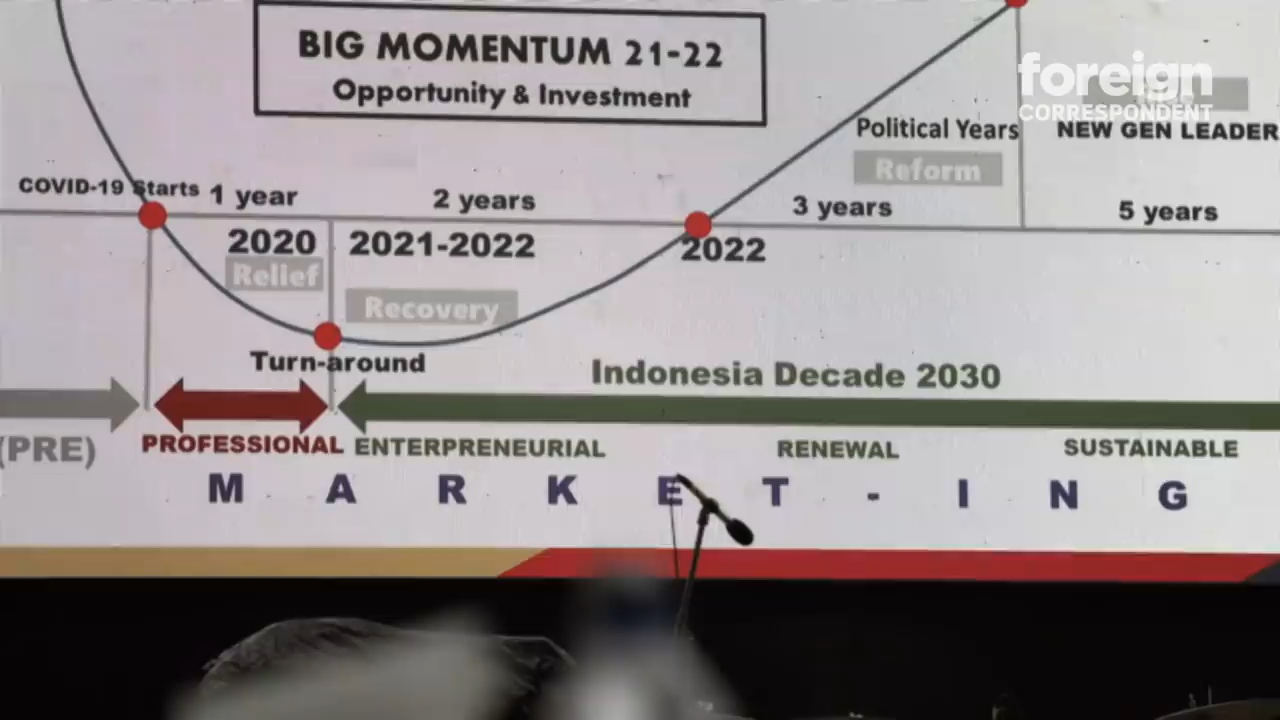 BIG MOMENTUM 21-22
Opportunity & Investment
foreign
CORRESPONDENT
Political Years
NEW GEN LEADER
Reform
COVID-19 Starts
1 year
2 years
3 years
5 years
2020
2021-2022
2022
Relief
Recovery
Turn-around
Indonesia Decade 2030
(PRE)
PROFESSIONAL
ENTERPRENEURIAL
RENEWAL
SUSTAINABLE
M A R K E T - I N G